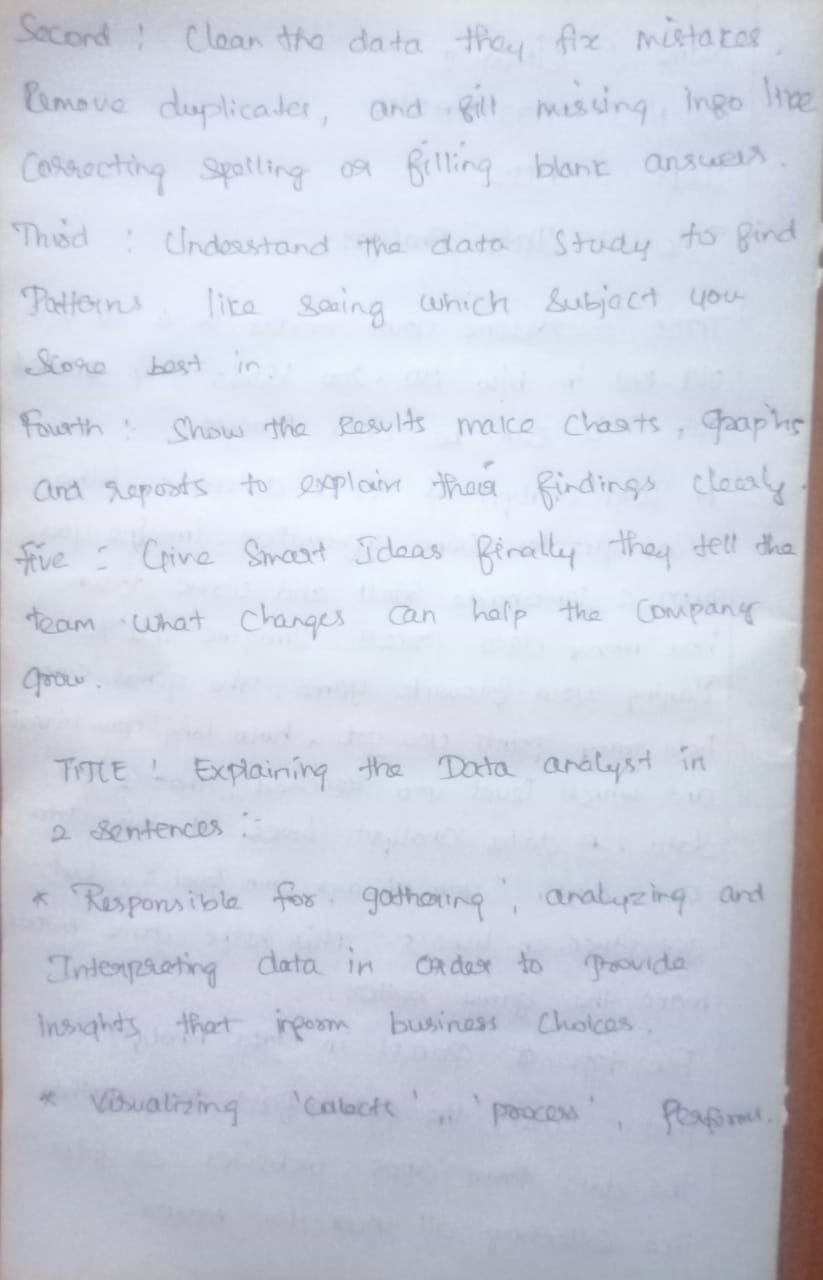 Second : Clean the data they fix mistakes,
Remove duplicates, and fill missing info like
Correcting spelling or filling blank answers.
Third : Understand the data Study to find
Patterns like seeing which Subject you
Score best in
Fourth : Show the Results make Charts, Graphs
and reports to explain their findings clearly.
five : Give Smart Ideas finally they tell the
team what changes can help the Company
grow.
TITLE : Explaining the Data analyst in
2 Sentences :-
* Responsible for gathering, analyzing and
Interpreting data in order to Provide
Insights that inform business Choices.
* Visualizing ' ', 'process', Performs.